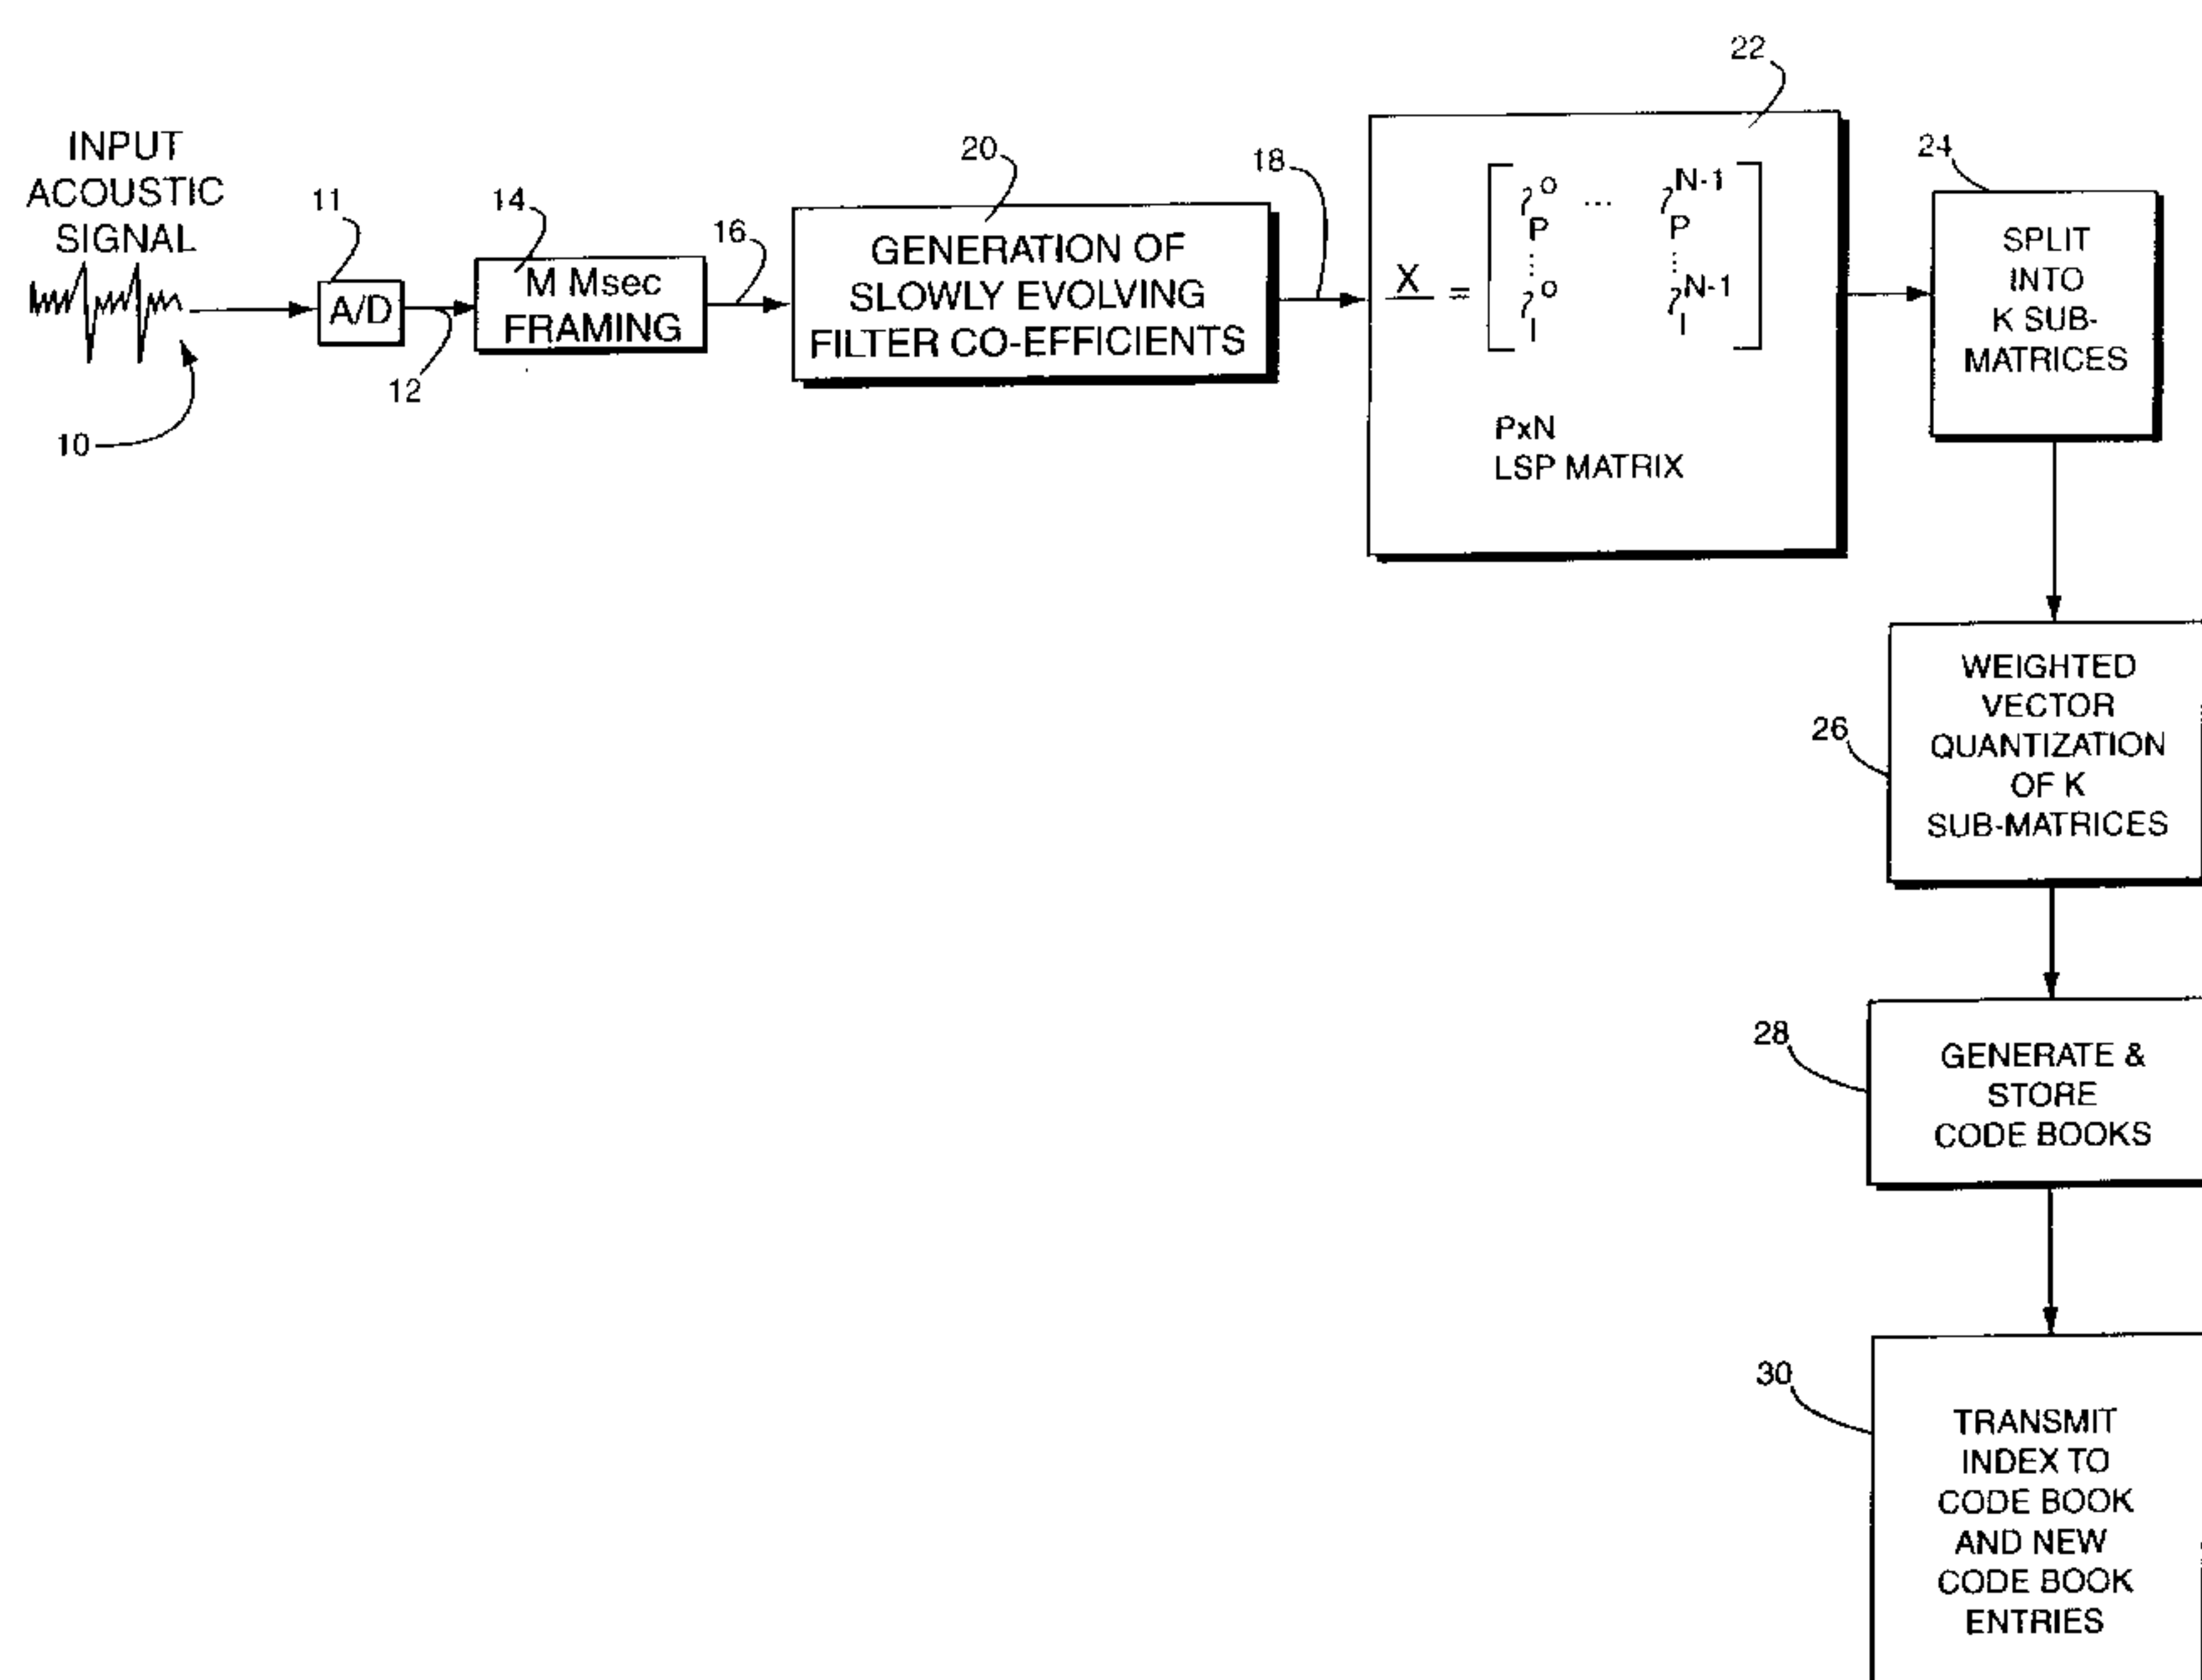 22
INPUT
ACOUSTIC
SIGNAL
11
14
20
18
24
16
A/D
M Msec
FRAMING
GENERATION OF
SLOWLY EVOLVING
FILTER CO-EFFICIENTS
X =
O ... N-1
P P
⋮ ⋮
O N-1
I I
PxN
LSP MATRIX
SPLIT
INTO
K SUB-
MATRICES
12
10
26
WEIGHTED
VECTOR
QUANTIZATION
OF K
SUB-MATRICES
28
GENERATE &
STORE
CODE BOOKS
30
TRANSMIT
INDEX TO
CODE BOOK
AND NEW
CODE BOOK
ENTRIES